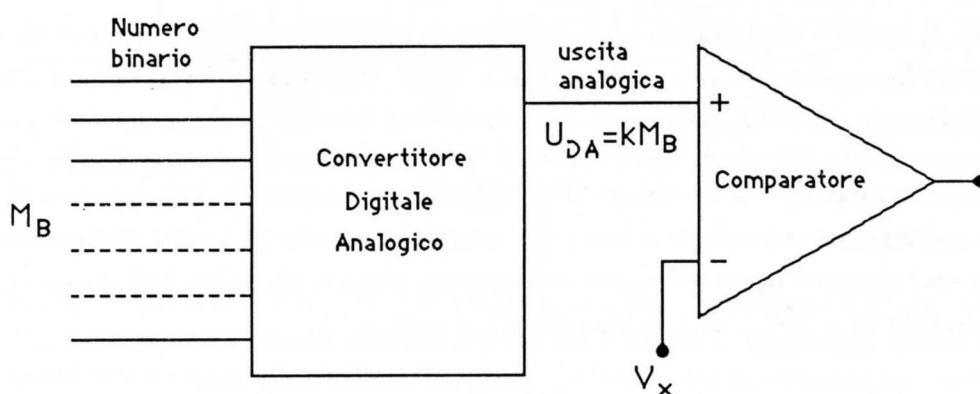 Numero
binario
M_B
Convertitore
Digitale
Analogico
uscita
analogica
U_DA=kM_B
+
Comparatore
−
V_x